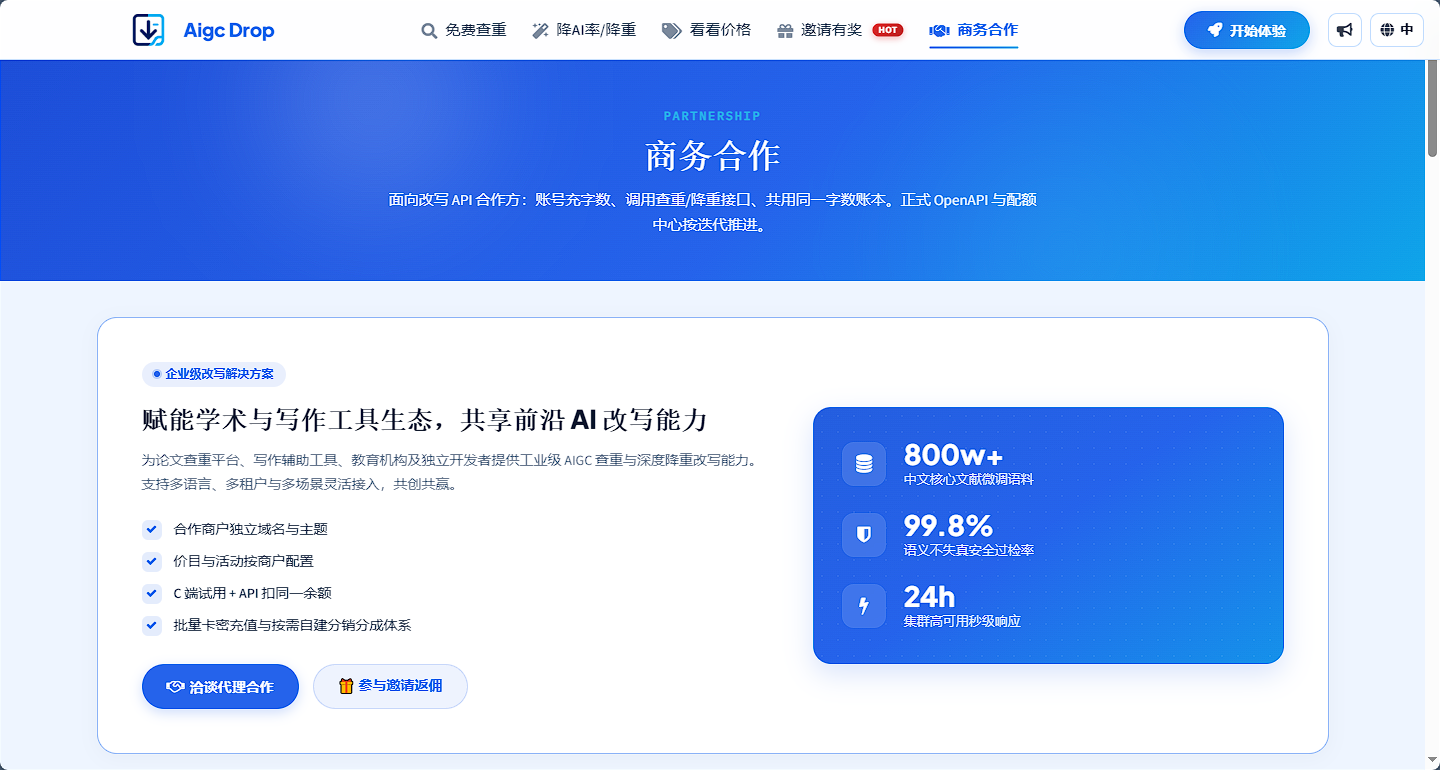 Aigc Drop
免费查重
降AI率/降重
看看价格
邀请有奖
HOT
商务合作
开始体验
中
PARTNERSHIP
商务合作
面向改写 API 合作方：账号充字数、调用查重/降重接口、共用同一字数账本。正式 OpenAPI 与配额
中心按迭代推进。
企业级改写解决方案
赋能学术与写作工具生态，共享前沿 AI 改写能力
为论文查重平台、写作辅助工具、教育机构及独立开发者提供工业级 AIGC 查重与深度降重改写能力。
支持多语言、多租户与多场景灵活接入，共创共赢。
合作商户独立域名与主题
价目与活动按商户配置
C 端试用 + API 扣同一余额
批量卡密充值与按需自建分销分成体系
洽谈代理合作
参与邀请返佣
800w+
中文核心文献微调语料
99.8%
语义不失真安全过检率
24h
集群高可用秒级响应